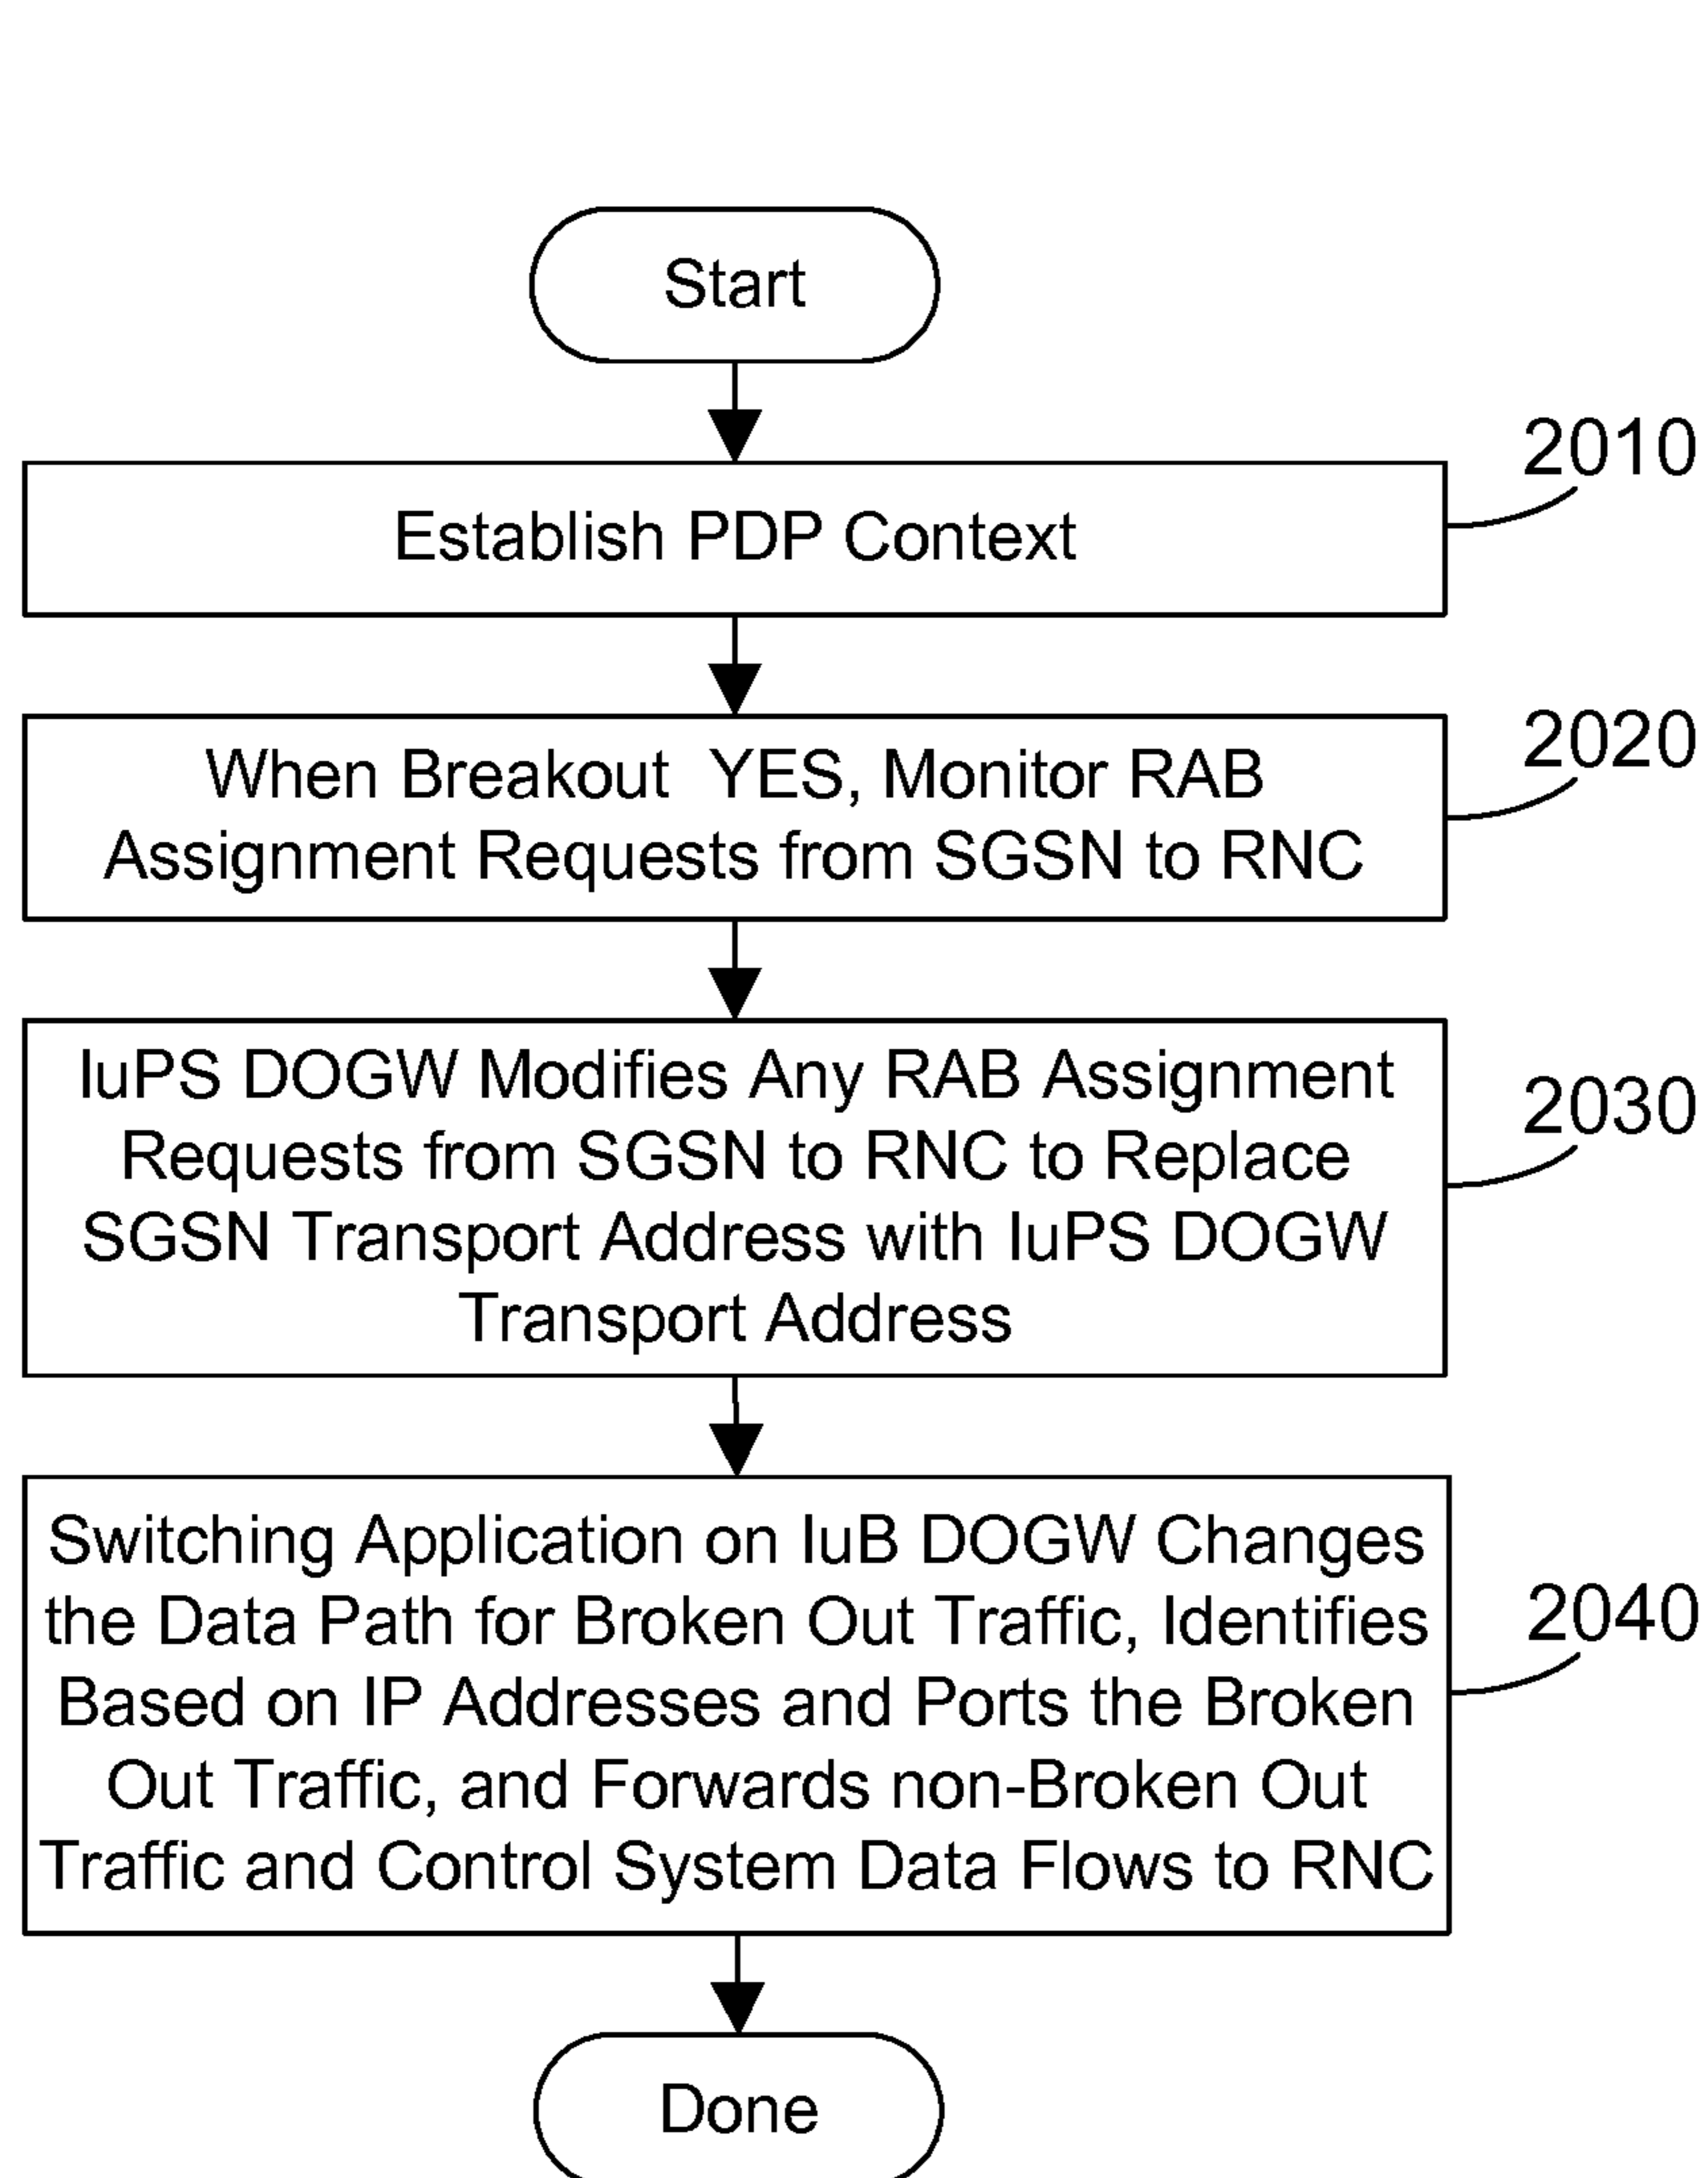 Start
2010
Establish PDP Context
2020
When Breakout YES, Monitor RAB
Assignment Requests from SGSN to RNC
IuPS DOGW Modifies Any RAB Assignment
2030
Requests from SGSN to RNC to Replace
SGSN Transport Address with IuPS DOGW
Transport Address
Switching Application on IuB DOGW Changes
the Data Path for Broken Out Traffic, Identifies
2040
Based on IP Addresses and Ports the Broken
Out Traffic, and Forwards non-Broken Out
Traffic and Control System Data Flows to RNC
Done